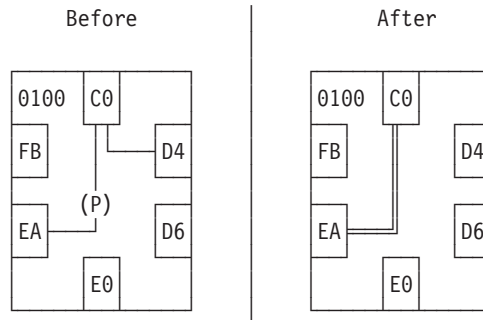 Before After
0100 C0 0100 C0
FB D4 FB D4
(P)
EA D6 EA D6
E0 E0